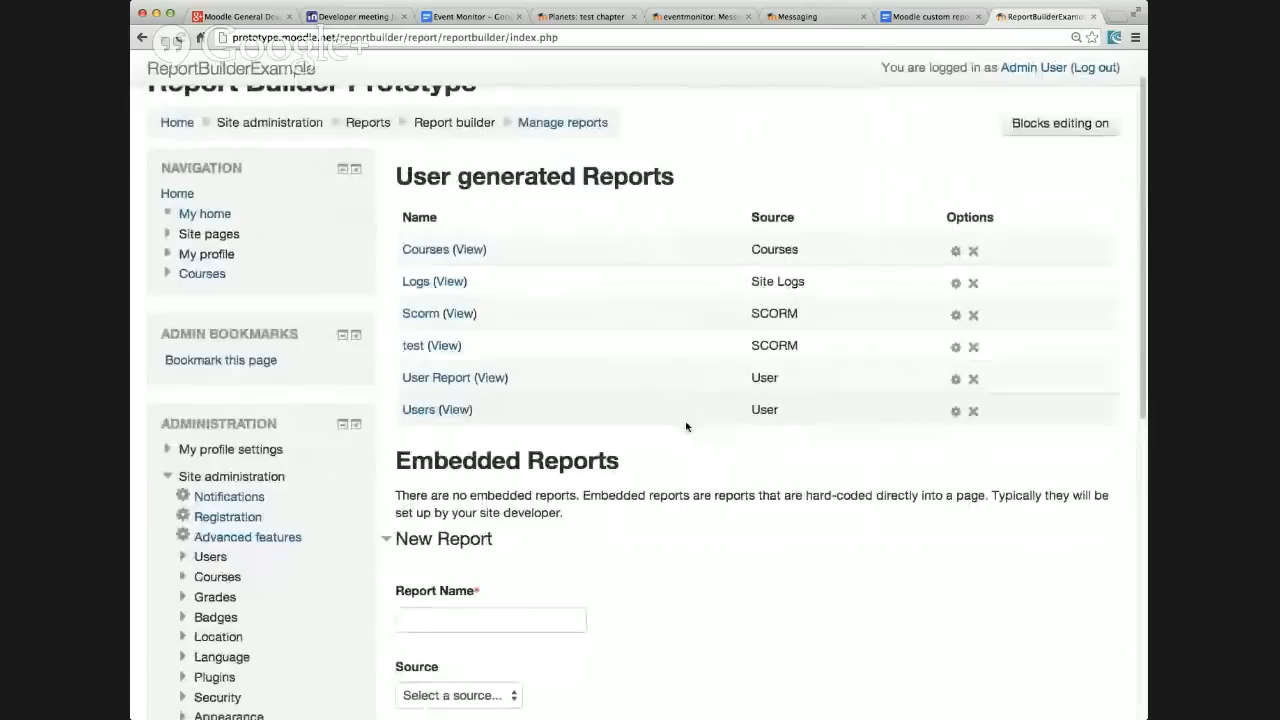 Moodle General Dev
Developer meeting
Event Monitor – Goo
Planets: test chapter
eventmonitor: Mess
Messaging
Moodle custom repo
ReportBuilderExam
prototype.moodle.net/reportbuilder/report/reportbuilder/index.php
Google+
ReportBuilderExample
You are logged in as Admin User (Log out)
Report Builder Prototype
Home Site administration Reports Report builder Manage reports
Blocks editing on
NAVIGATION
Home
My home
Site pages
My profile
Courses
ADMIN BOOKMARKS
Bookmark this page
ADMINISTRATION
My profile settings
Site administration
Notifications
Registration
Advanced features
Users
Courses
Grades
Badges
Location
Language
Plugins
Security
Appearance
User generated Reports
Name Source Options
Courses (View) Courses
Logs (View) Site Logs
Scorm (View) SCORM
test (View) SCORM
User Report (View) User
Users (View) User
Embedded Reports
There are no embedded reports. Embedded reports are reports that are hard-coded directly into a page. Typically they will be
set up by your site developer.
New Report
Report Name*
Source
Select a source...